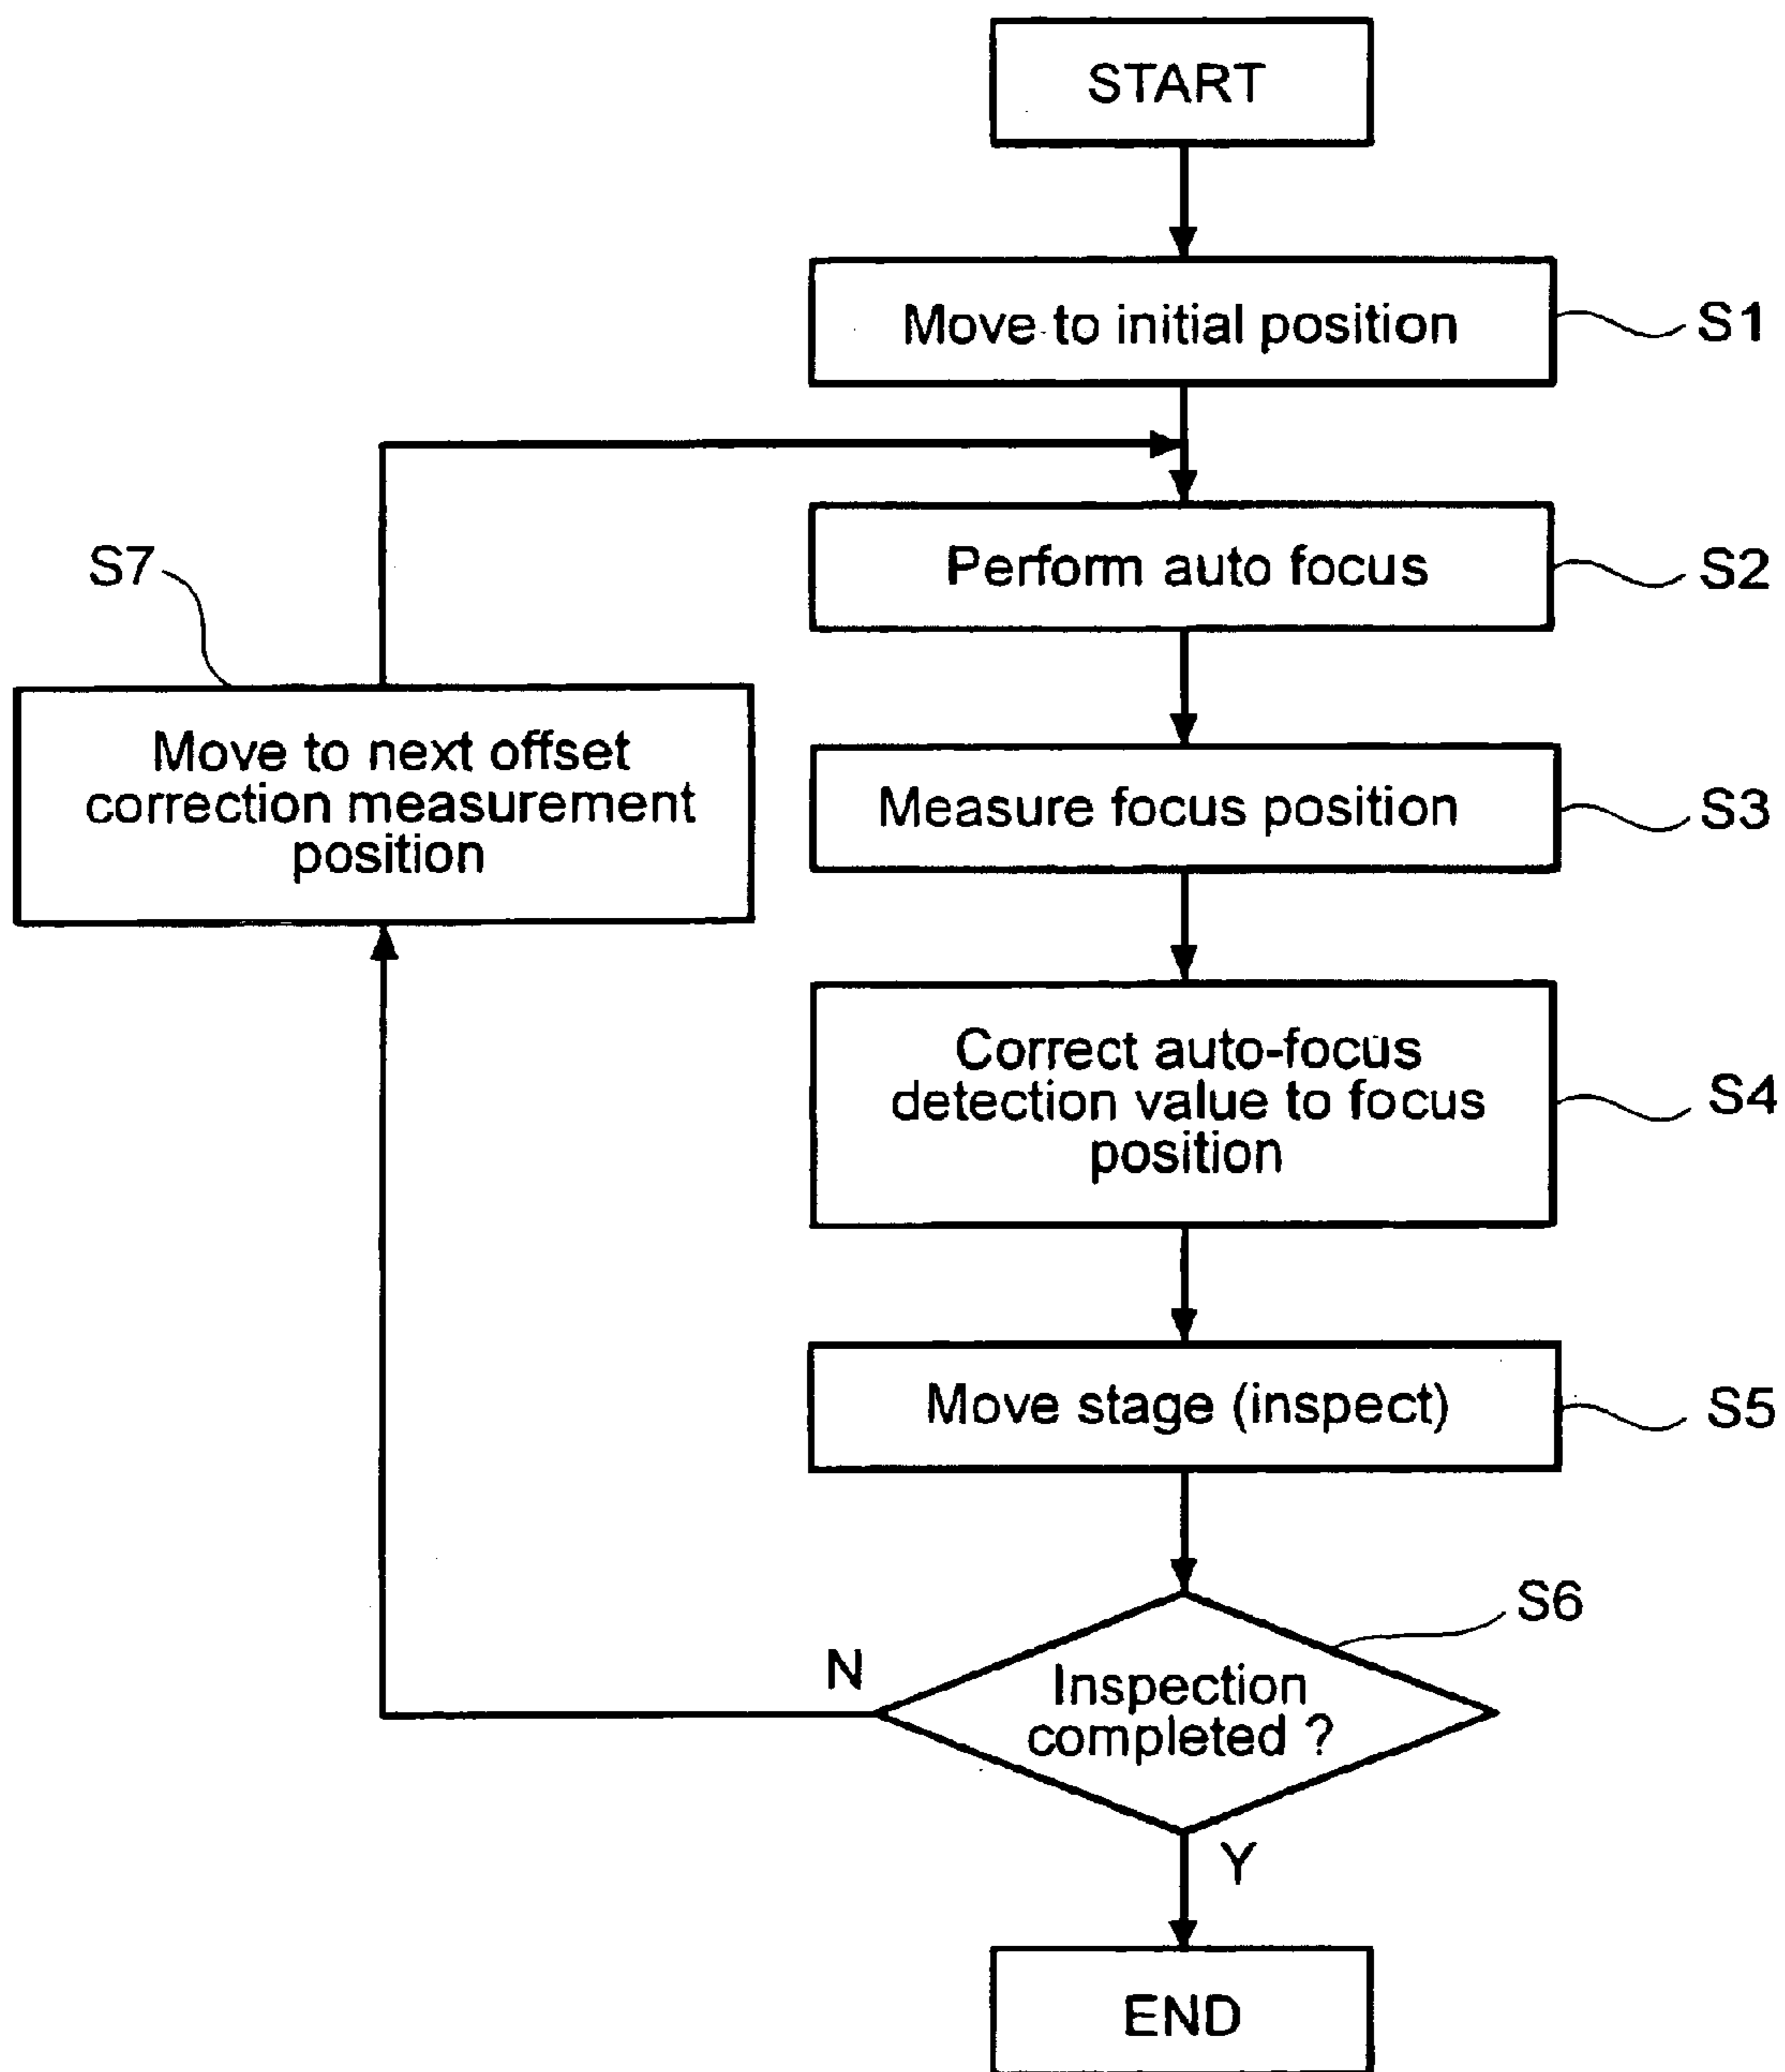 START
Move to initial position
S1
Perform auto focus
S2
S7
Move to next offset
correction measurement
position
Measure focus position
S3
Correct auto-focus
detection value to focus
position
S4
Move stage (inspect)
S5
S6
Inspection
completed ?
N
Y
END